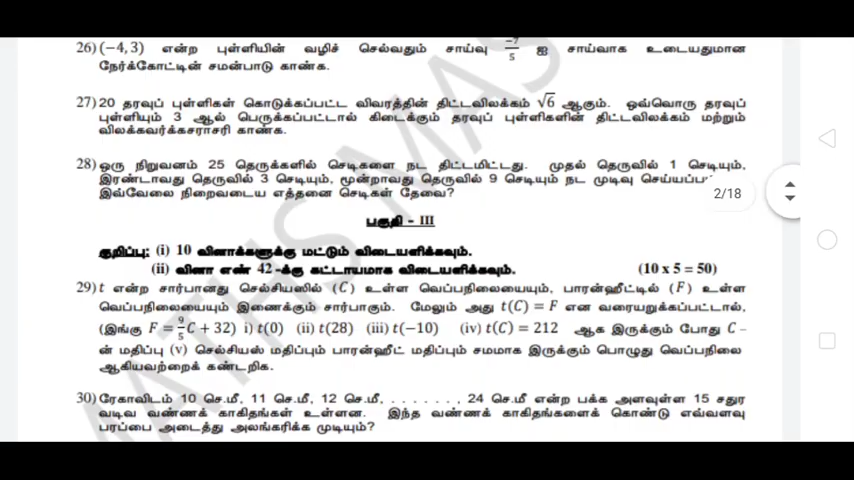 26) (−4, 3) என்ற புள்ளியின் வழிச் செல்வதும் சாய்வு −7/5 ஐ சாய்வாக உடையதுமான
நேர்க்கோட்டின் சமன்பாடு காண்க.
27) 20 தரவுப் புள்ளிகள் கொடுக்கப்பட்ட விவரத்தின் திட்டவிலக்கம் √6 ஆகும். ஒவ்வொரு தரவுப்
புள்ளியும் 3 ஆல் பெருக்கப்பட்டால் கிடைக்கும் தரவுப் புள்ளிகளின் திட்டவிலக்கம் மற்றும்
விலக்கவர்க்கசராசரி காண்க.
28) ஒரு நிறுவனம் 25 தெருக்களில் செடிகளை நட திட்டமிட்டது. முதல் தெருவில் 1 செடியும்,
இரண்டாவது தெருவில் 3 செடியும், மூன்றாவது தெருவில் 9 செடியும் நட முடிவு செய்யப்ப
2/18
இவ்வேலை நிறைவடைய எத்தனை செடிகள் தேவை?
பகுதி - III
குறிப்பு: (i) 10 வினாக்களுக்கு மட்டும் விடையளிக்கவும்.
(ii) வினா எண் 42 -க்கு கட்டாயமாக விடையளிக்கவும். (10 x 5 = 50)
29) t என்ற சார்பானது செல்சியஸில் (C) உள்ள வெப்பநிலையையும், பாரன்ஹீட்டில் (F) உள்ள
வெப்பநிலையையும் இணைக்கும் சார்பாகும். மேலும் அது t(C) = F என வரையறுக்கப்பட்டால்,
(இங்கு F = 9/5 C + 32) i) t(0) (ii) t(28) (iii) t(−10) (iv) t(C) = 212 ஆக இருக்கும் போது C –
ன் மதிப்பு (v) செல்சியஸ் மதிப்பும் பாரன்ஹீட் மதிப்பும் சமமாக இருக்கும் பொழுது வெப்பநிலை
ஆகியவற்றைக் கண்டறிக.
30) ரேகாவிடம் 10 செ.மீ, 11 செ.மீ, 12 செ.மீ, . . . . . . . , 24 செ.மீ என்ற பக்க அளவுள்ள 15 சதுர
வடிவ வண்ணக் காகிதங்கள் உள்ளன. இந்த வண்ணக் காகிதங்களைக் கொண்டு எவ்வளவு
பரப்பை அடைத்து அலங்கரிக்க முடியும்?
MATHS MAS